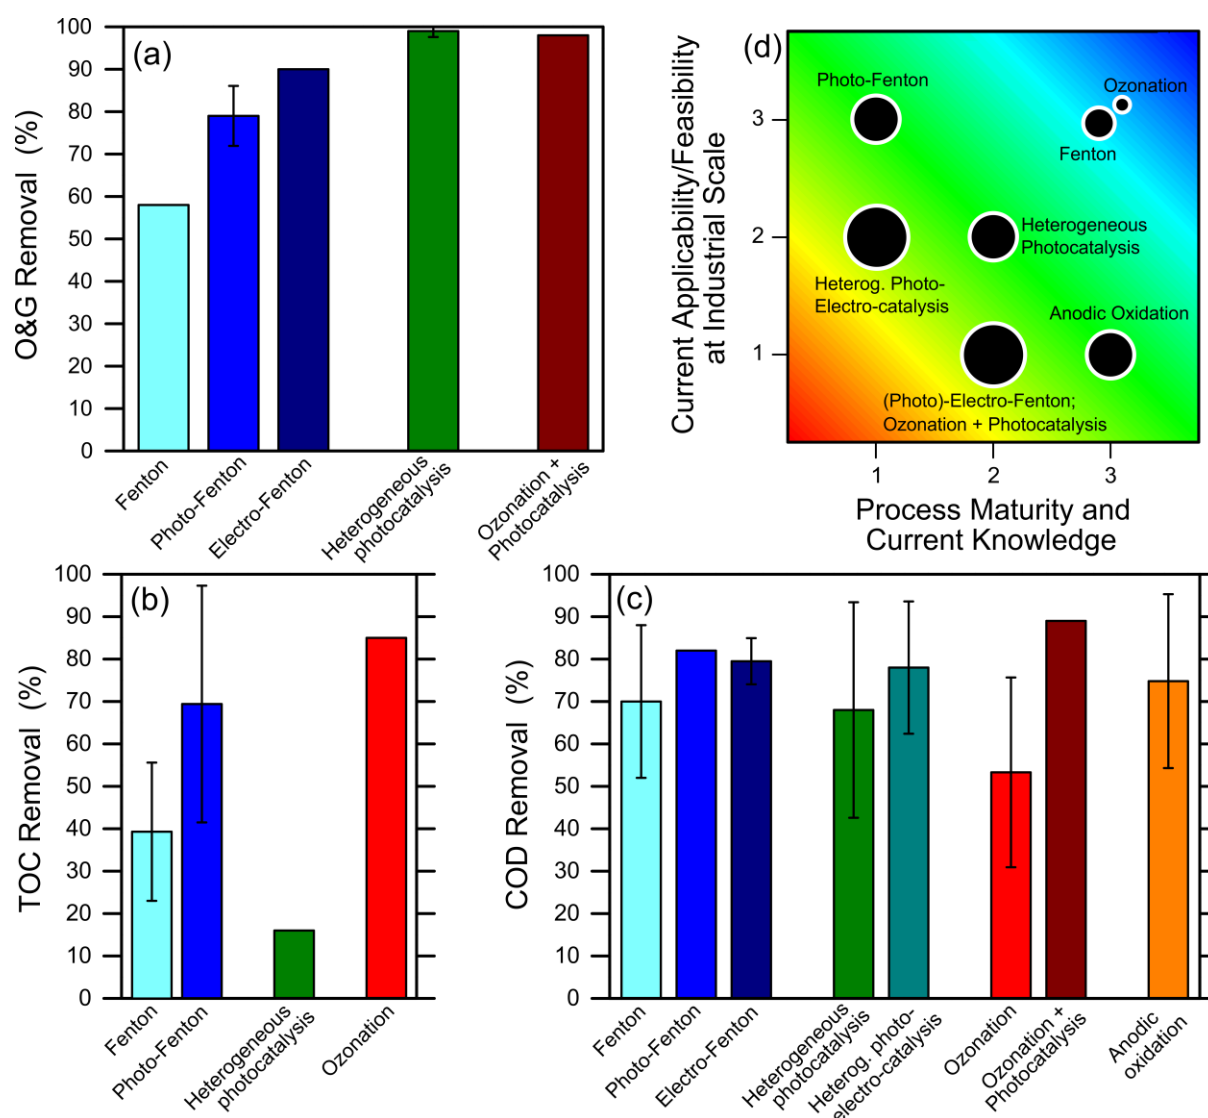 (a)
O&G Removal (%)
100
90
80
70
60
50
40
30
20
10
0
Fenton
Photo-Fenton
Electro-Fenton
Heterogeneous
photocatalysis
Ozonation +
Photocatalysis
(d)
Current Applicability/Feasibility
at Industrial Scale
3
2
1
Photo-Fenton
Ozonation
Fenton
Heterogeneous
Photocatalysis
Heterog. Photo-
Electro-catalysis
Anodic Oxidation
(Photo)-Electro-Fenton;
Ozonation + Photocatalysis
1
2
3
Process Maturity and
Current Knowledge
(b)
TOC Removal (%)
100
90
80
70
60
50
40
30
20
10
0
Fenton
Photo-Fenton
Heterogeneous
photocatalysis
Ozonation
(c)
COD Removal (%)
100
90
80
70
60
50
40
30
20
10
0
Fenton
Photo-Fenton
Electro-Fenton
Heterogeneous
photocatalysis
Heterog. photo-
electro-catalysis
Ozonation
Ozonation +
Photocatalysis
Anodic
oxidation